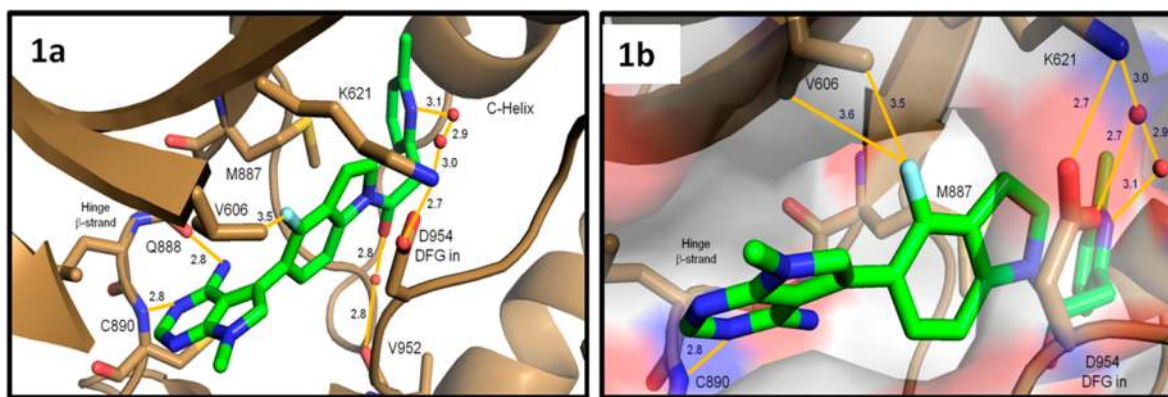 1a
K621
3.1
C-Helix
2.9
3.0
M887
2.7
Hinge
β-strand
V606
3.5
Q888
2.8
D954
DFG in
2.8
2.8
C890
2.8
V952
1b
K621
V606
3.0
3.5
2.7
3.6
2.7
2.9
3.1
M887
Hinge
β-strand
2.8
C890
D954
DFG in